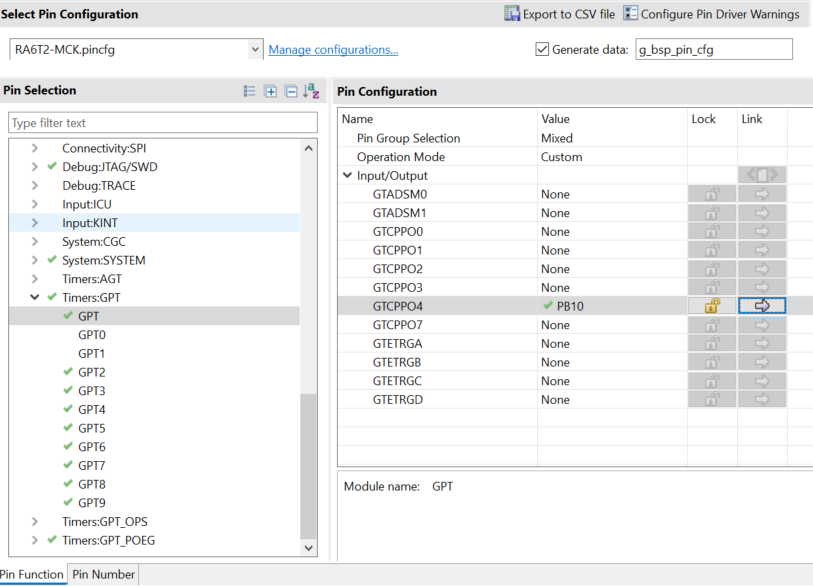 Select Pin Configuration
Export to CSV file Configure Pin Driver Warnings
RA6T2-MCK.pincfg Manage configurations... Generate data: g_bsp_pin_cfg
Pin Selection
Type filter text
Connectivity:SPI
Debug:JTAG/SWD
Debug:TRACE
Input:ICU
Input:KINT
System:CGC
System:SYSTEM
Timers:AGT
Timers:GPT
GPT
GPT0
GPT1
GPT2
GPT3
GPT4
GPT5
GPT6
GPT7
GPT8
GPT9
Timers:GPT_OPS
Timers:GPT_POEG
Pin Configuration
Name Value Lock Link
Pin Group Selection Mixed
Operation Mode Custom
Input/Output
GTADSM0 None
GTADSM1 None
GTCPPO0 None
GTCPPO1 None
GTCPPO2 None
GTCPPO3 None
GTCPPO4 PB10
GTCPPO7 None
GTETRGA None
GTETRGB None
GTETRGC None
GTETRGD None
Module name: GPT
Pin Function Pin Number